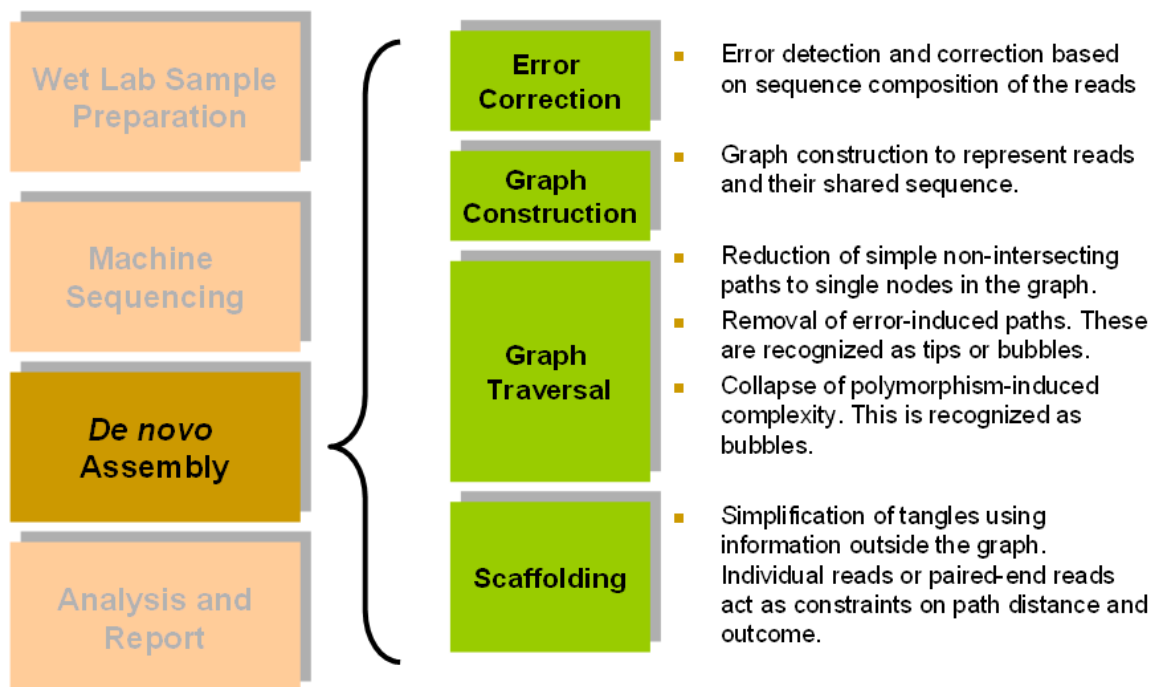 Wet Lab Sample
Preparation
Machine
Sequencing
De novo
Assembly
Analysis and
Report
Error
Correction
Error detection and correction based
on sequence composition of the reads
Graph
Construction
Graph construction to represent reads
and their shared sequence.
Graph
Traversal
Reduction of simple non-intersecting
paths to single nodes in the graph.
Removal of error-induced paths. These
are recognized as tips or bubbles.
Collapse of polymorphism-induced
complexity. This is recognized as
bubbles.
Scaffolding
Simplification of tangles using
information outside the graph.
Individual reads or paired-end reads
act as constraints on path distance and
outcome.